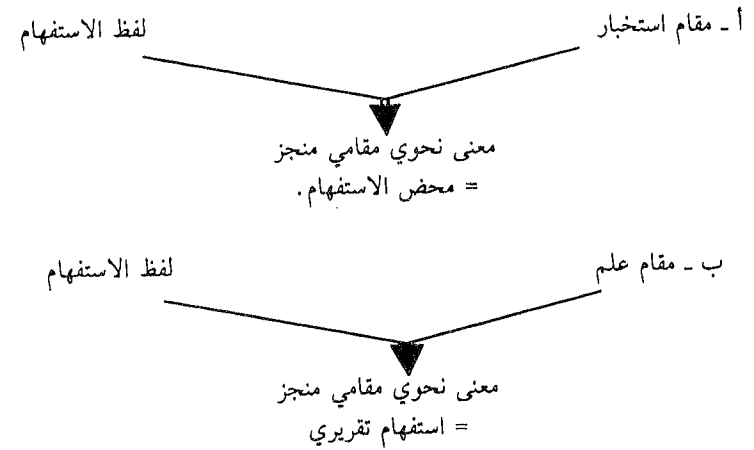 أ ـ مقام استخبار
لفظ الاستفهام
معنى نحوي مقامي منجز
= محض الاستفهام.
ب ـ مقام علم
لفظ الاستفهام
معنى نحوي مقامي منجز
= استفهام تقريري